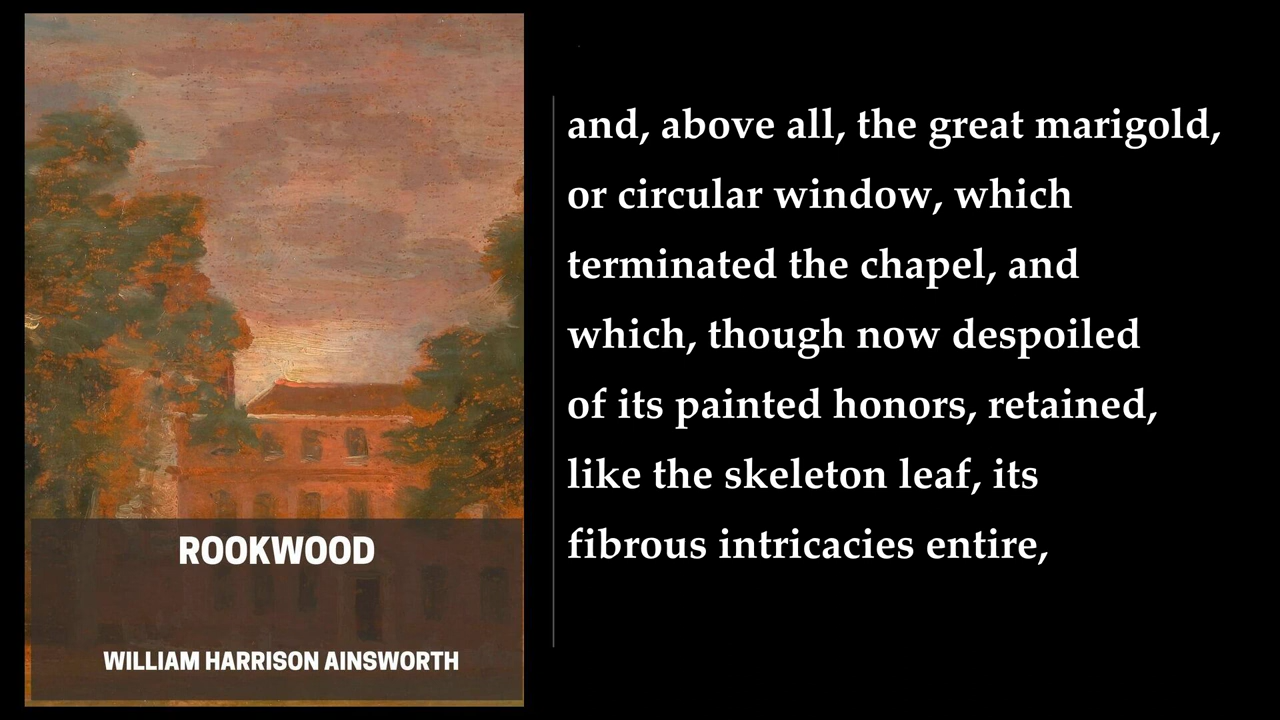 ROOKWOOD
WILLIAM HARRISON AINSWORTH
and, above all, the great marigold,
or circular window, which
terminated the chapel, and
which, though now despoiled
of its painted honors, retained,
like the skeleton leaf, its
fibrous intricacies entire,